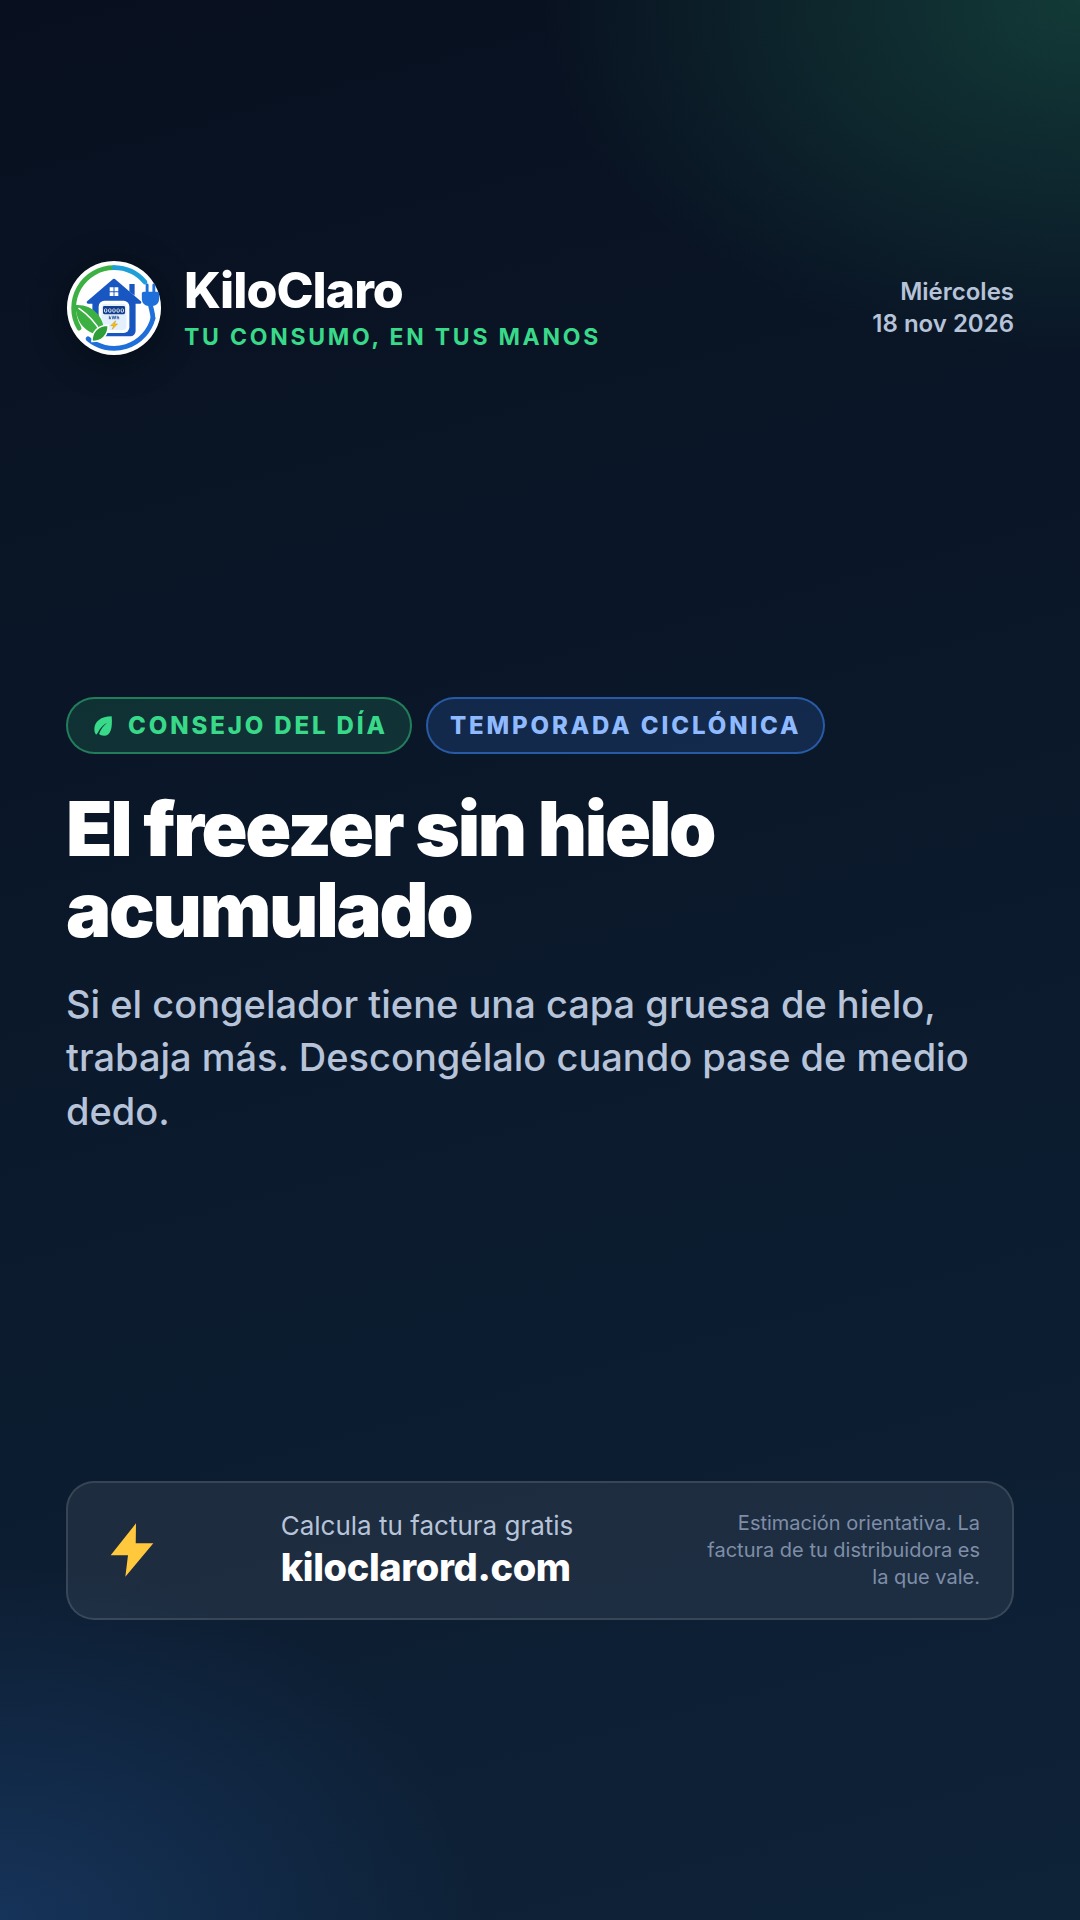 KiloClaro
TU CONSUMO, EN TUS MANOS
Miércoles
18 nov 2026
CONSEJO DEL DÍA
TEMPORADA CICLÓNICA
El freezer sin hielo
acumulado
Si el congelador tiene una capa gruesa de hielo,
trabaja más. Descongélalo cuando pase de medio
dedo.
Calcula tu factura gratis
kiloclarord.com
Estimación orientativa. La
factura de tu distribuidora es
la que vale.